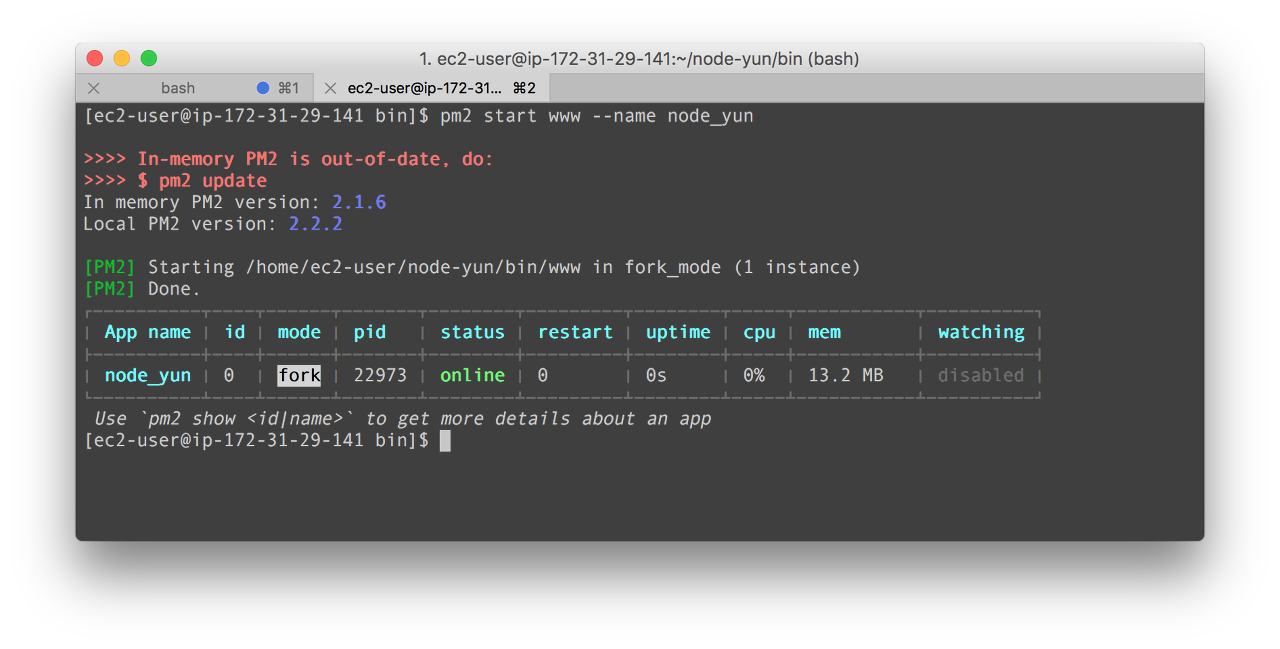 1. ec2-user@ip-172-31-29-141:~/node-yun/bin (bash)
bash ⌘1 ec2-user@ip-172-31... ⌘2
[ec2-user@ip-172-31-29-141 bin]$ pm2 start www --name node_yun
>>>> In-memory PM2 is out-of-date, do:
>>>> $ pm2 update
In memory PM2 version: 2.1.6
Local PM2 version: 2.2.2
[PM2] Starting /home/ec2-user/node-yun/bin/www in fork_mode (1 instance)
[PM2] Done.
App name | id | mode | pid | status | restart | uptime | cpu | mem | watching
node_yun | 0 | fork | 22973 | online | 0 | 0s | 0% | 13.2 MB | disabled
Use `pm2 show <id|name>` to get more details about an app
[ec2-user@ip-172-31-29-141 bin]$